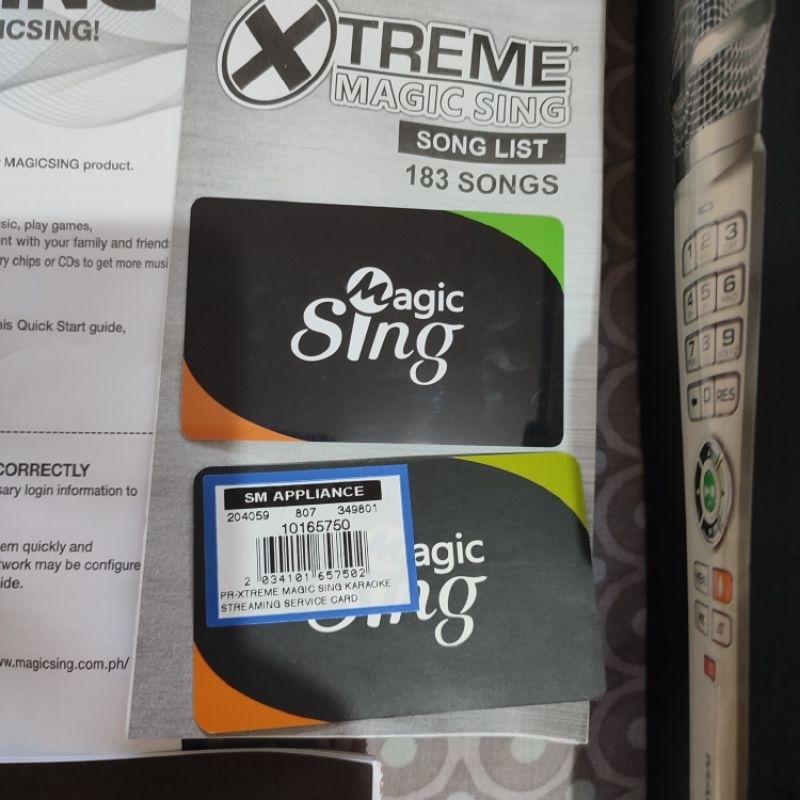 ICSING!
MAGICSING product.
sic, play games,
nt with your family and friend
ry chips or CDs to get more musi
is Quick Start guide,
CORRECTLY
sary login information to
em quickly and
work may be configure
ide.
w.magicsing.com.ph/
XTREME
MAGIC SING
SONG LIST
183 SONGS
Magic
Sing
SM APPLIANCE
204059 807 349801
10165750
2 034101 657502
PR-XTREME MAGIC SING KARAOKE
STREAMING SERVICE CARD
agic
Sing
1 2 3
4 5 6
7 8 9
0 RES